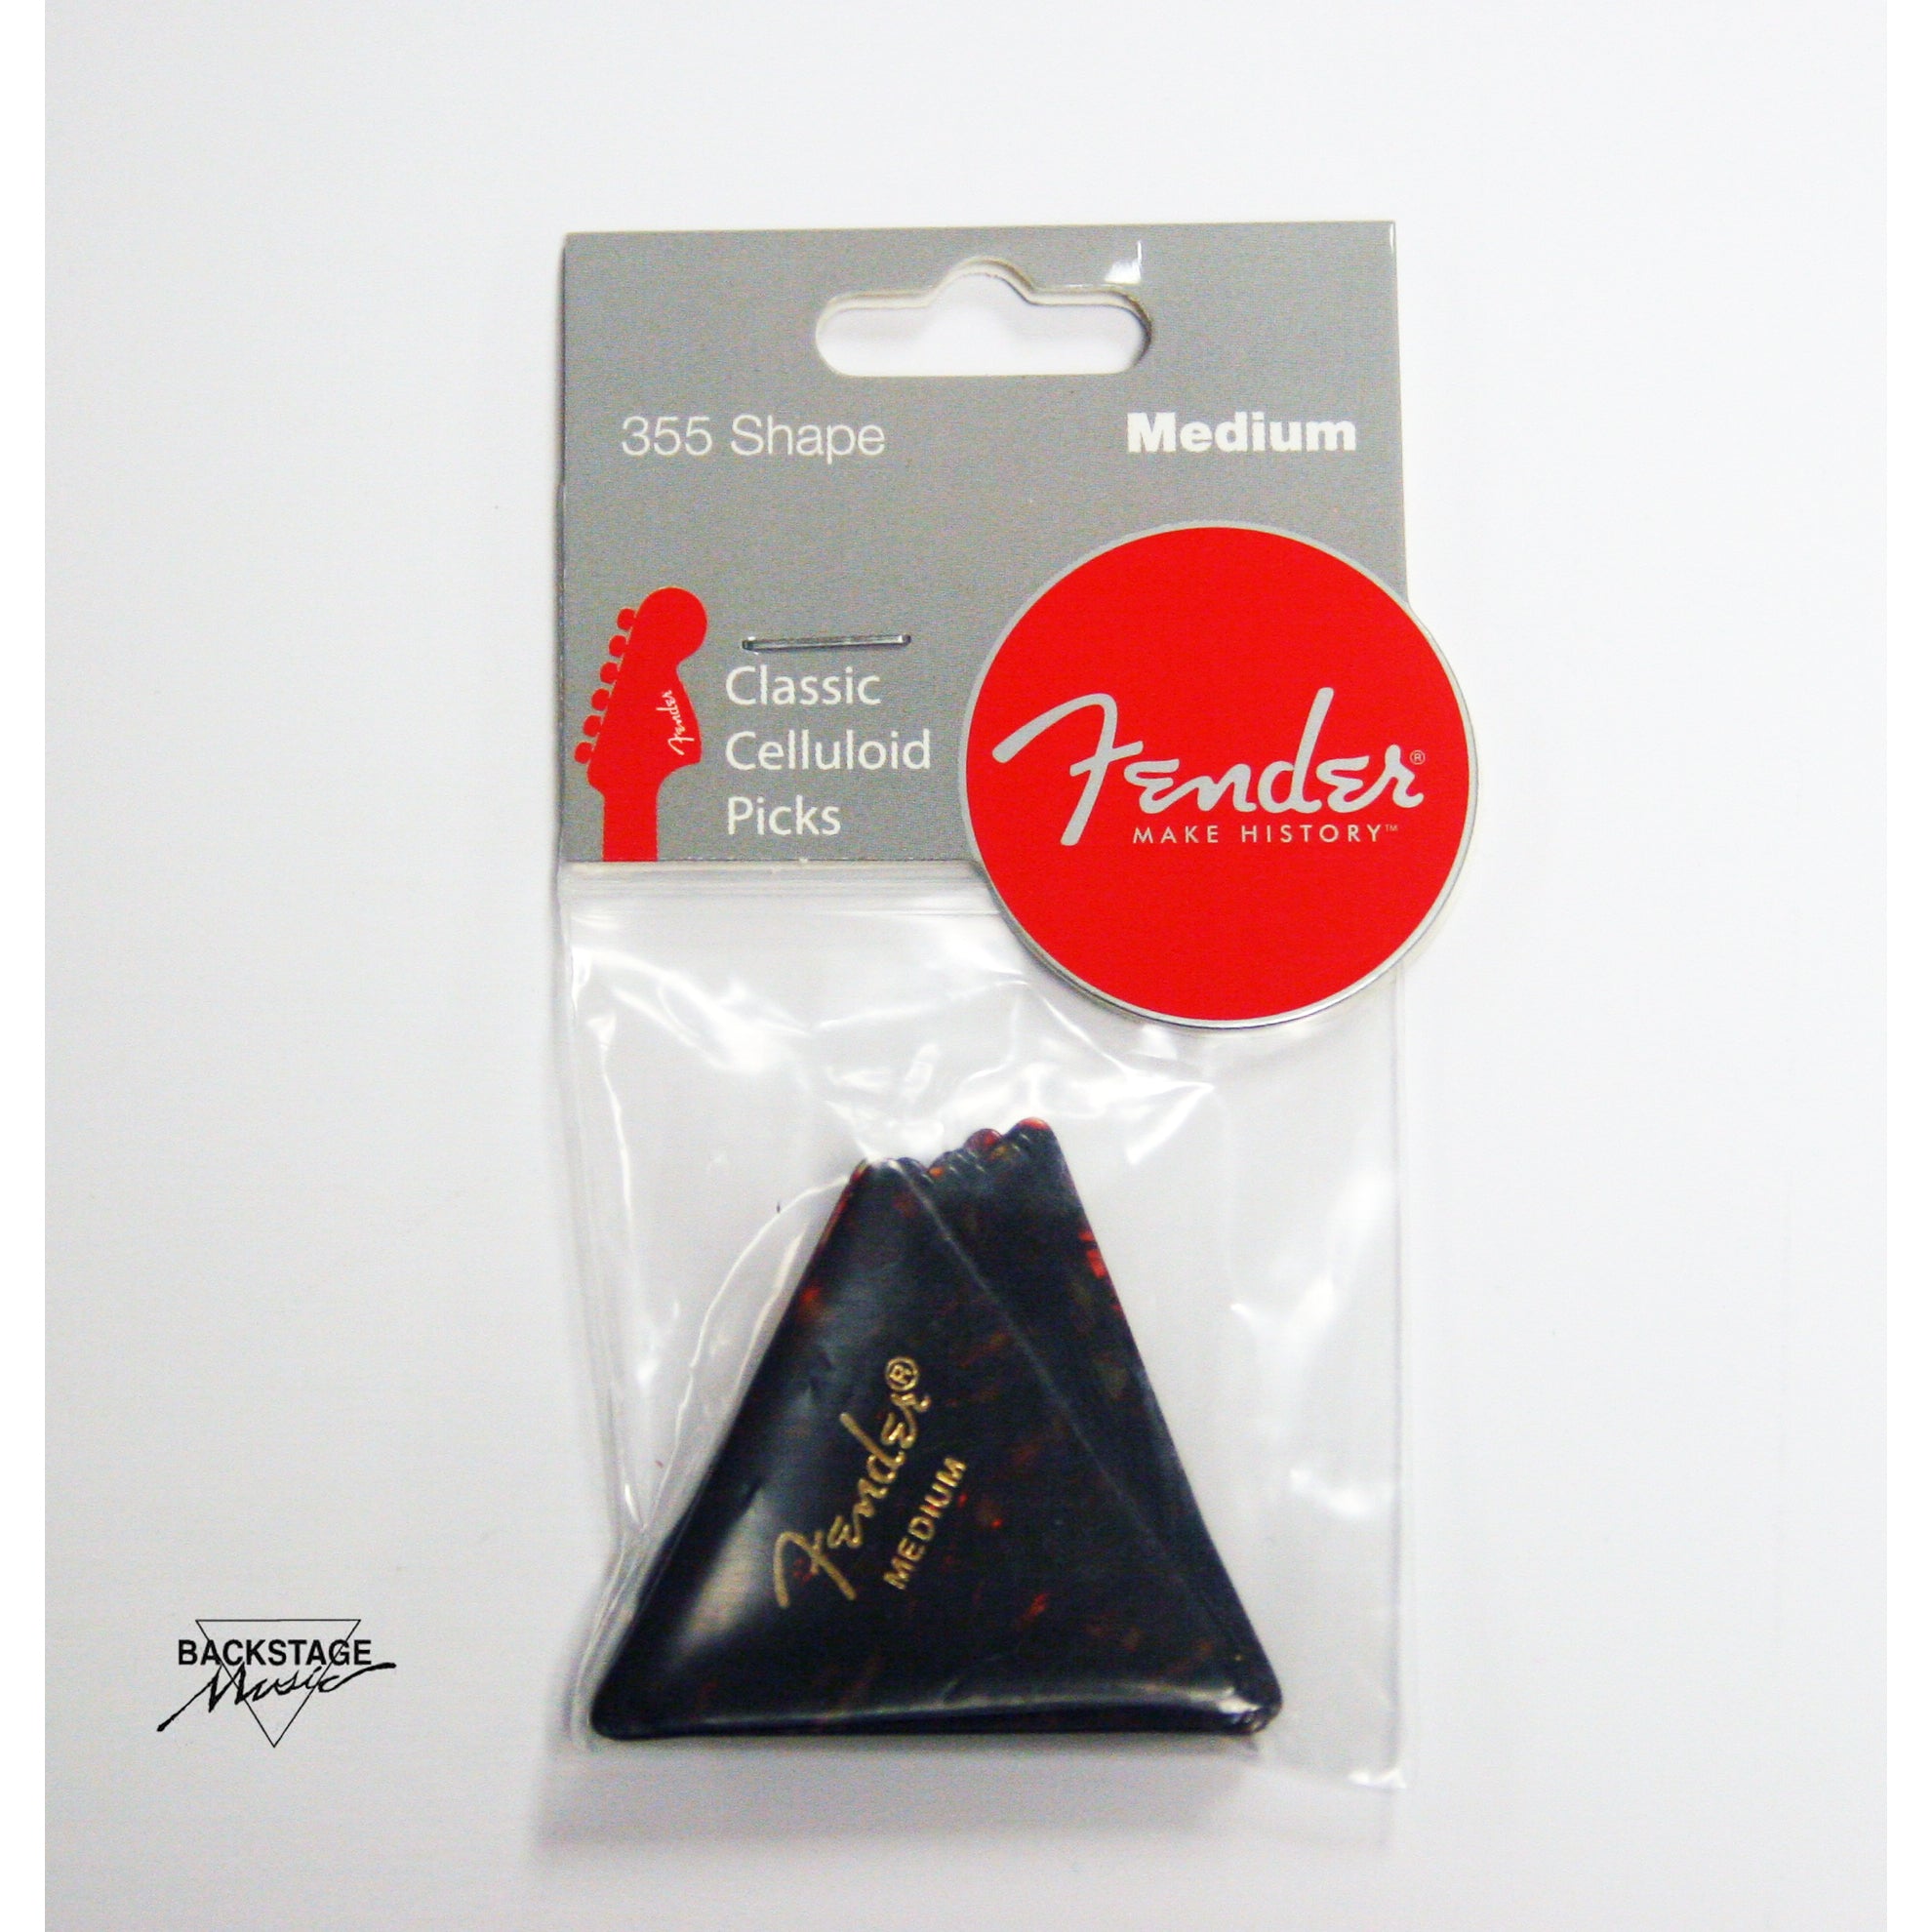 355 Shape
Medium
Fender
Classic
Celluloid
Picks
Fender®
MAKE HISTORY™
Fender®
MEDIUM
BACKSTAGE
Music